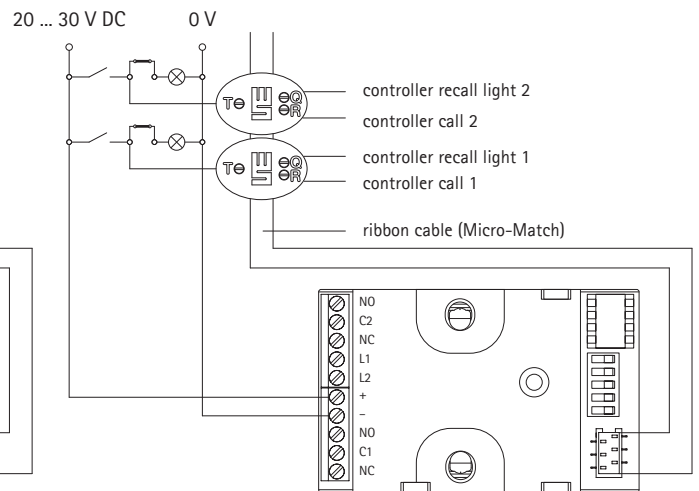 20 ... 30 V DC 0 V
controller recall light 2
T Q
R
controller call 2
controller recall light 1
T Q
R
controller call 1
ribbon cable (Micro-Match)
NO
C2
NC
L1
L2
+
–
NO
C1
NC